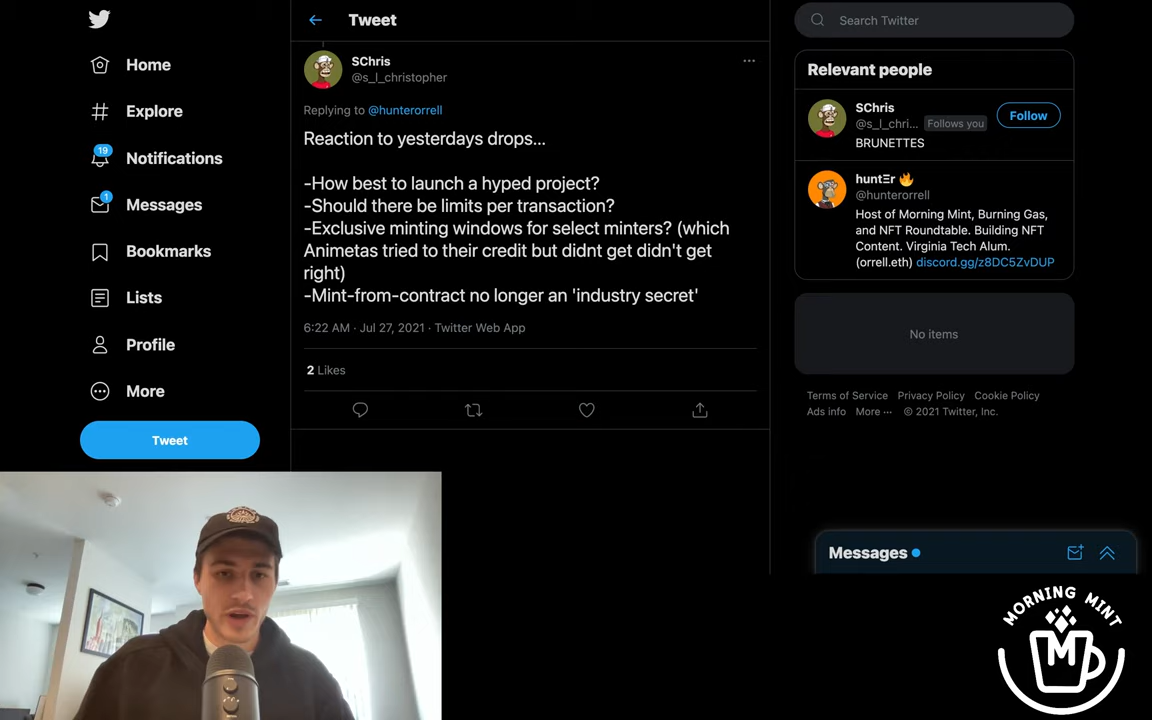 Home
Explore
19
Notifications
1
Messages
Bookmarks
Lists
Profile
More
Tweet
Tweet
SChris
@s_l_christopher
Replying to @hunterorrell
Reaction to yesterdays drops...
-How best to launch a hyped project?
-Should there be limits per transaction?
-Exclusive minting windows for select minters? (which
Animetas tried to their credit but didnt get didn't get
right)
-Mint-from-contract no longer an 'industry secret'
6:22 AM · Jul 27, 2021 · Twitter Web App
2 Likes
Search Twitter
Relevant people
SChris
@s_l_chri... Follows you
Follow
BRUNETTES
huntΞr 🔥
@hunterorrell
Host of Morning Mint, Burning Gas,
and NFT Roundtable. Building NFT
Content. Virginia Tech Alum.
(orrell.eth) discord.gg/z8DC5ZvDUP
No items
Terms of Service Privacy Policy Cookie Policy
Ads info More ··· © 2021 Twitter, Inc.
Messages
MORNING MINT
M